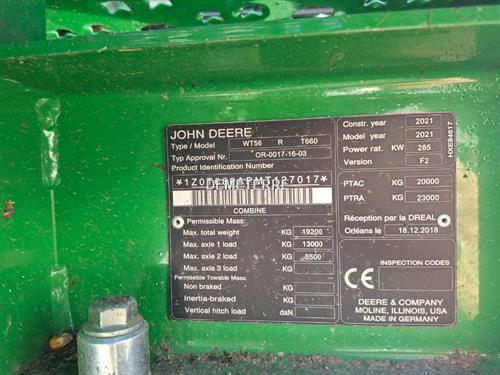 JOHN DEERE
Type / Model WT56 R T660
Typ Approval Nr. OR-0017-16-03
Product Identification Number
DEMETERRE
COMBINE
Permissible Mass:
Max. total weight KG 19200
Max. axle 1 load KG 13000
Max. axle 2 load KG 8500
Max. axle 3 load KG
Permissible Towable Mass:
Non braked KG
Inertia-braked KG
Vertical hitch load daN
Constr. year 2021
Model year 2021
Power rat. kW 285
Version F2
HXE84617
PTAC KG 20000
PTRA KG 23000
Réception par la DREAL
Orléans le 18.12.2018
INSPECTION CODES
CE
DEERE & COMPANY
MOLINE, ILLINOIS, USA
MADE IN GERMANY